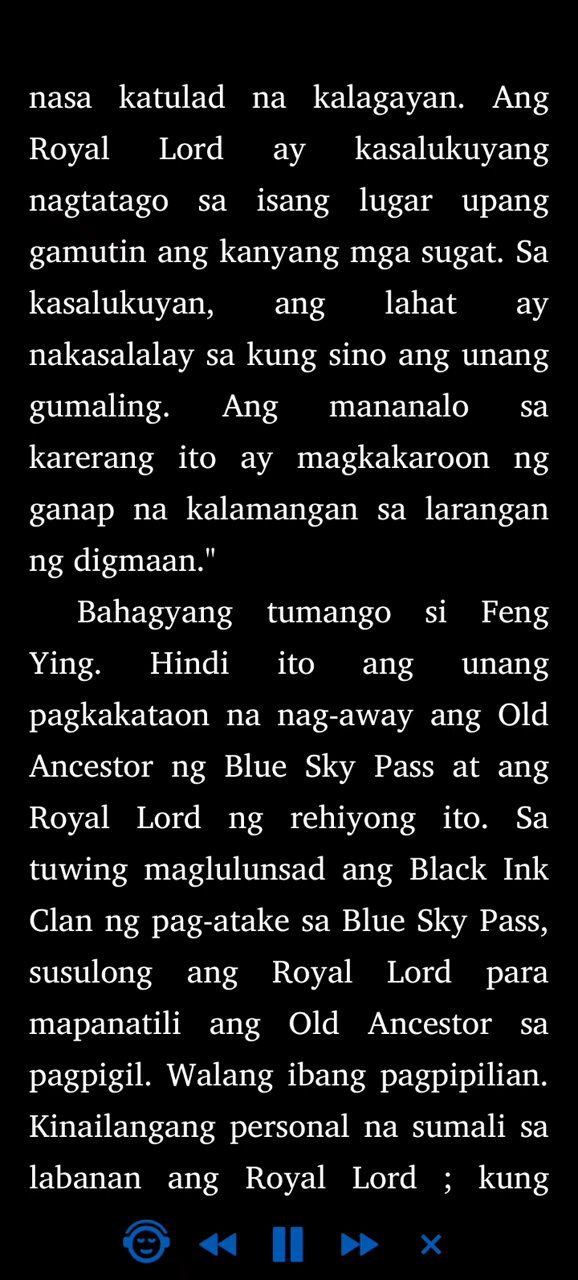 nasa katulad na kalagayan. Ang
Royal Lord ay kasalukuyang
nagtatago sa isang lugar upang
gamutin ang kanyang mga sugat. Sa
kasalukuyan, ang lahat ay
nakasalalay sa kung sino ang unang
gumaling. Ang mananalo sa
karerang ito ay magkakaroon ng
ganap na kalamangan sa larangan
ng digmaan."
Bahagyang tumango si Feng
Ying. Hindi ito ang unang
pagkakataon na nag-away ang Old
Ancestor ng Blue Sky Pass at ang
Royal Lord ng rehiyong ito. Sa
tuwing maglulunsad ang Black Ink
Clan ng pag-atake sa Blue Sky Pass,
susulong ang Royal Lord para
mapanatili ang Old Ancestor sa
pagpigil. Walang ibang pagpipilian.
Kinailangang personal na sumali sa
labanan ang Royal Lord ; kung